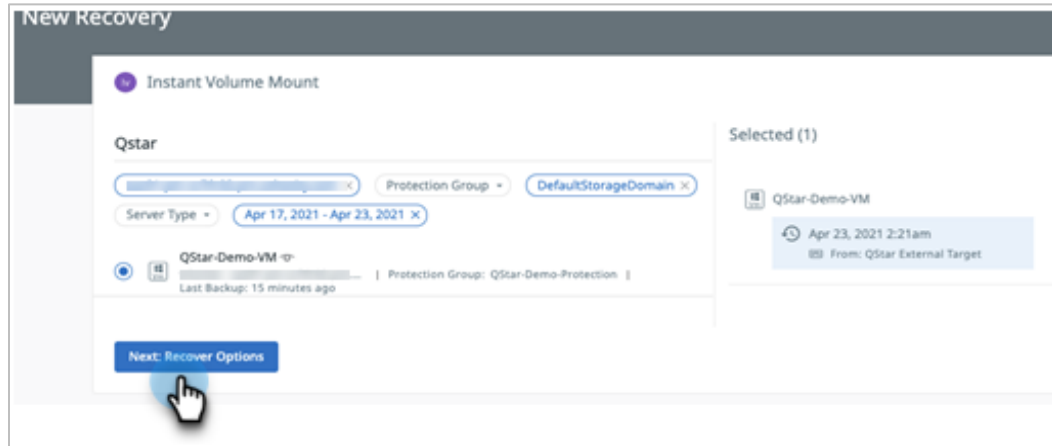 New Recovery
Instant Volume Mount
Qstar
Protection Group
DefaultStorageDomain ×
Server Type
Apr 17, 2021 - Apr 23, 2021 ×
QStar-Demo-VM
... | Protection Group: QStar-Demo-Protection |
Last Backup: 15 minutes ago
Next: Recover Options
Selected (1)
QStar-Demo-VM
Apr 23, 2021 2:21am
From: QStar External Target